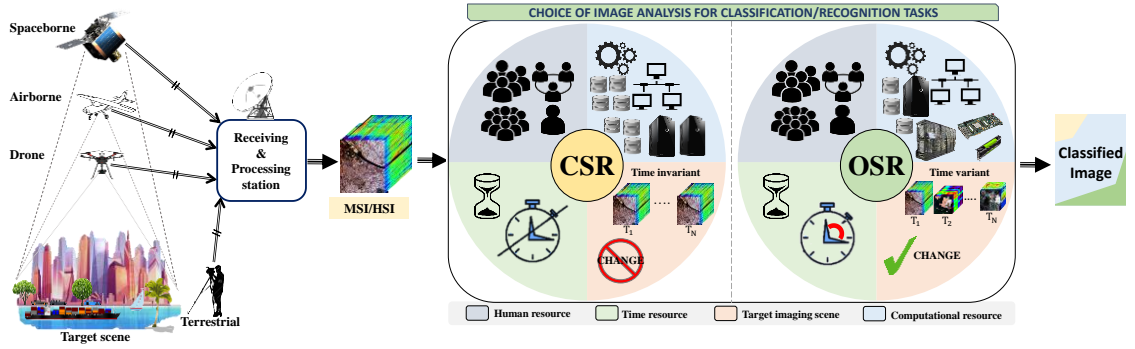 CHOICE OF IMAGE ANALYSIS FOR CLASSIFICATION/RECOGNITION TASKS
Spaceborne
Airborne
Drone
Receiving
&
Processing
station
MSI/HSI
Terrestrial
Target scene
CSR
Time invariant
T1
....
TN
CHANGE
OSR
Time variant
T1
T2
....
TN
CHANGE
Classified
Image
Human resource
Time resource
Target imaging scene
Computational resource